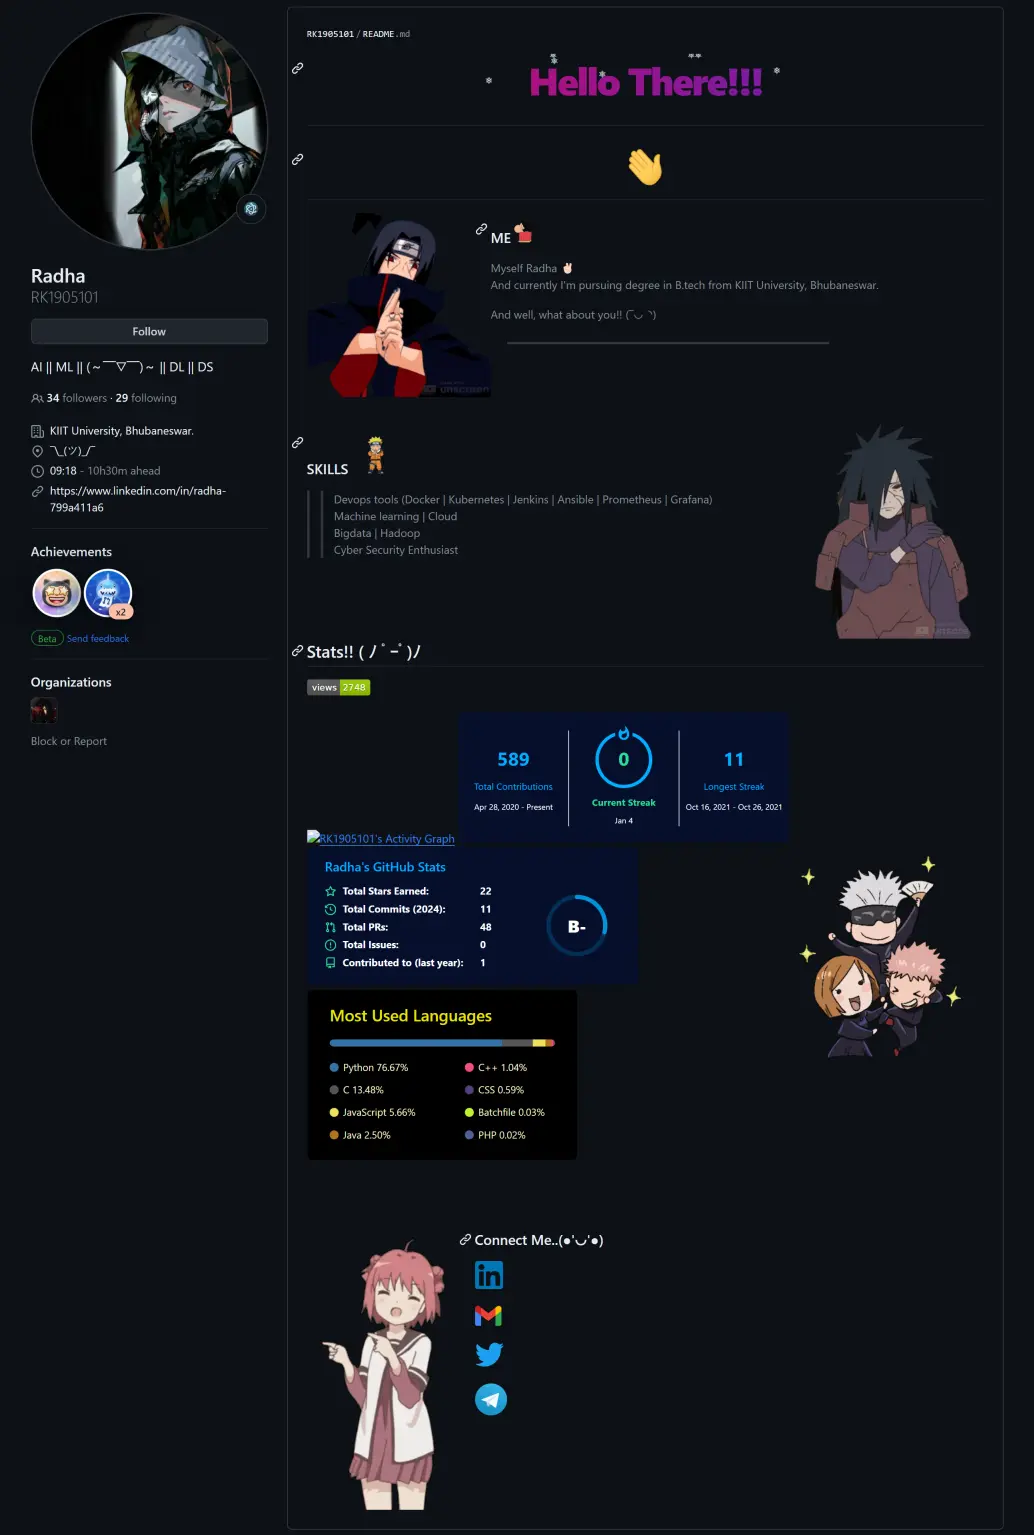 Radha
RK1905101
Follow
AI || ML || (～￣▽￣)～ || DL || DS
34 followers · 29 following
KIIT University, Bhubaneswar.
¯\_(ツ)_/¯
09:18 - 10h30m ahead
https://www.linkedin.com/in/radha-
799a411a6
Achievements
x2
Beta Send feedback
Organizations
Block or Report
RK1905101/README.md
Hello There!!!
ME
Myself Radha
And currently I'm pursuing degree in B.tech from KIIT University, Bhubaneswar.
And well, what about you!! (¯◡ ¯)
unscreen
SKILLS
Devops tools (Docker | Kubernetes | Jenkins | Ansible | Prometheus | Grafana)
Machine learning | Cloud
Bigdata | Hadoop
Cyber Security Enthusiast
unscreen
Stats!! ( ﾉ ﾟｰﾟ)ﾉ
views 2748
589
Total Contributions
Apr 28, 2020 - Present
0
Current Streak
Jan 4
11
Longest Streak
Oct 16, 2021 - Oct 26, 2021
RK1905101's Activity Graph
Radha's GitHub Stats
Total Stars Earned: 22
Total Commits (2024): 11
Total PRs: 48
Total Issues: 0
Contributed to (last year): 1
B-
Most Used Languages
Python 76.67%
C++ 1.04%
C 13.48%
CSS 0.59%
JavaScript 5.66%
Batchfile 0.03%
Java 2.50%
PHP 0.02%
Connect Me..(●'◡'●)
in